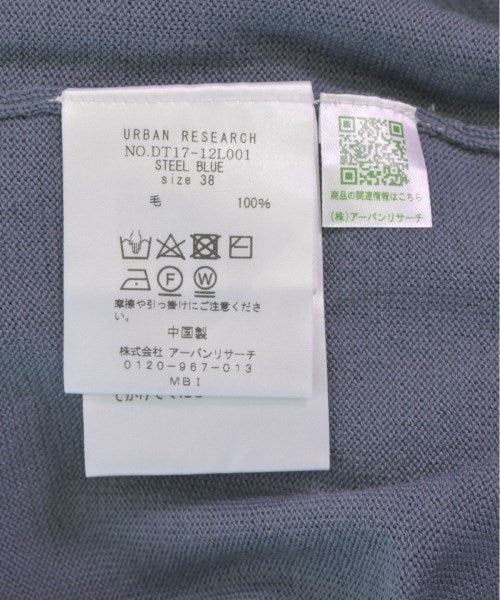 URBAN RESEARCH
NO.DT17-12L001
STEEL BLUE
size 38
毛 100%
F W
摩擦や引っ掛けにご注意くださ
い。
中国製
株式会社 アーバンリサーチ
0120-967-013
MBI
商品の関連情報はこちら
(株)アーバンリサーチ